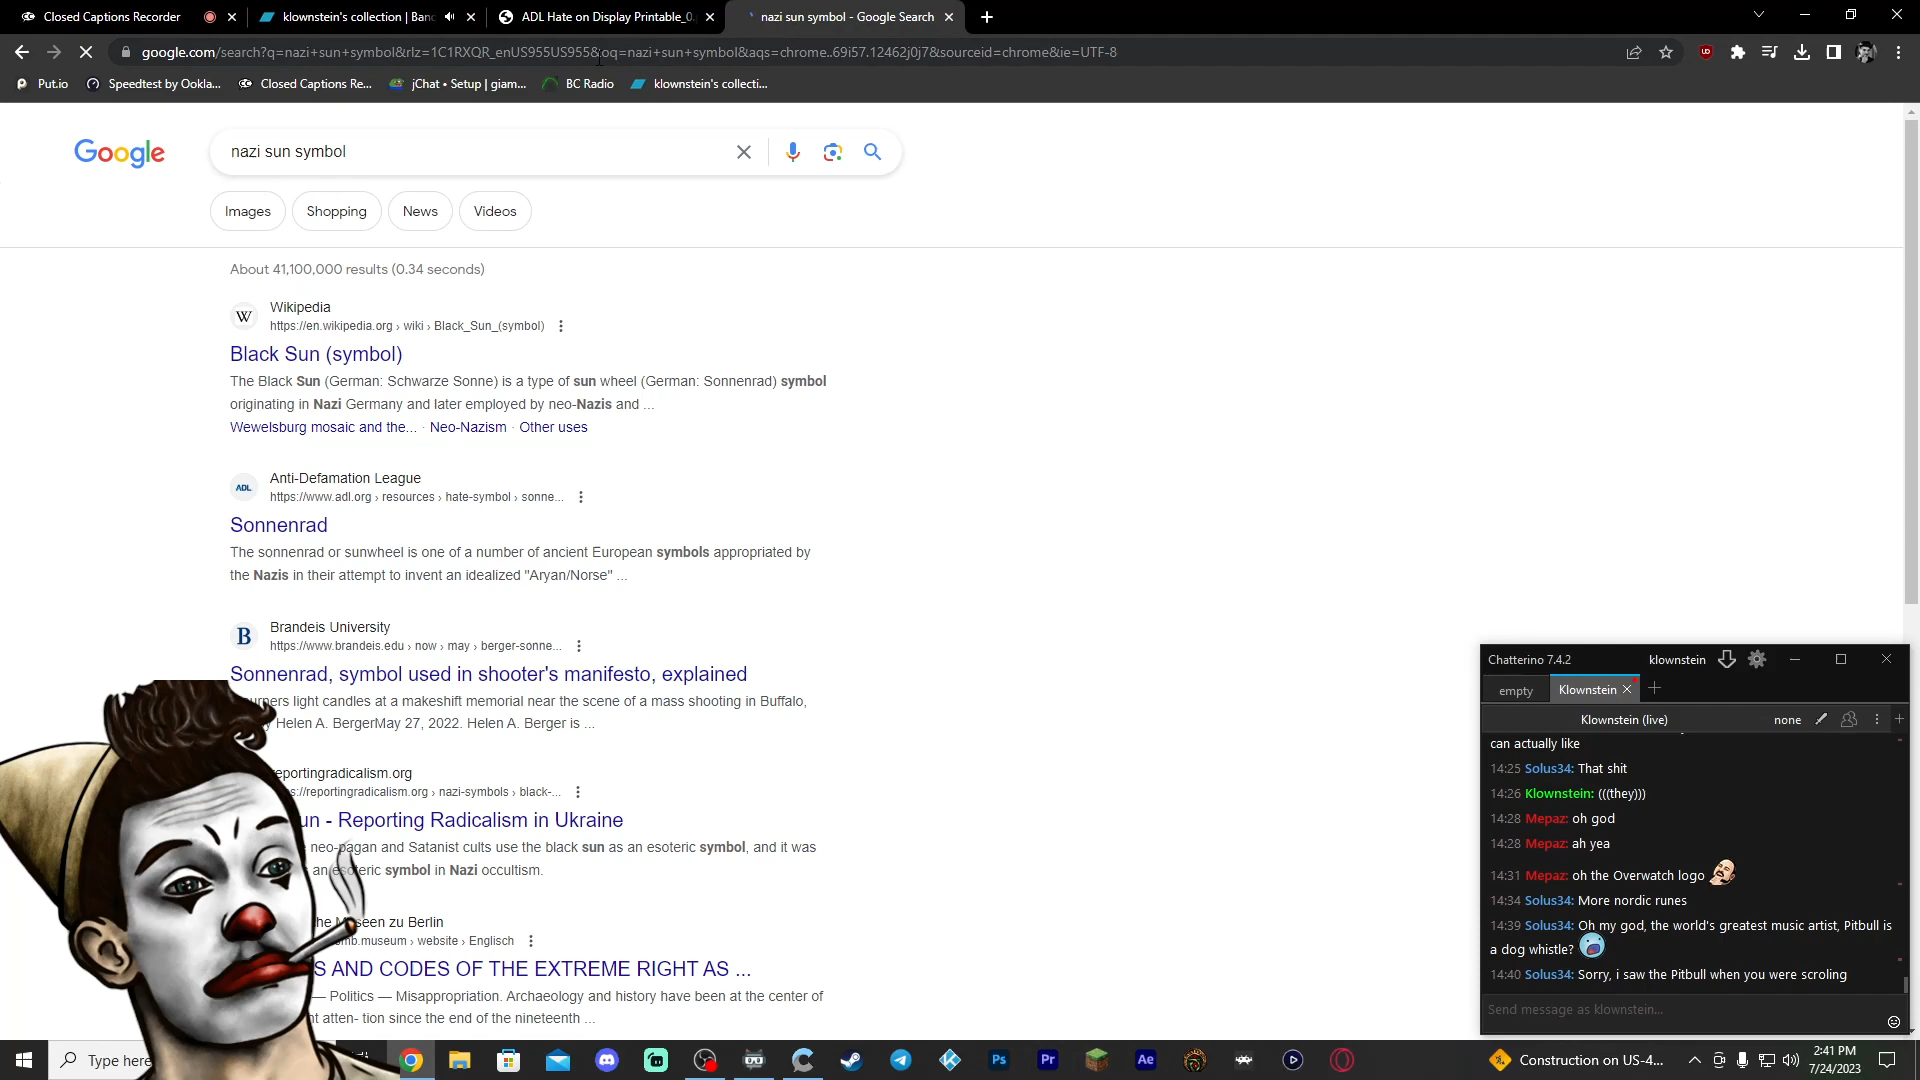 Closed Captions Recorder
klownstein's collection | Banc
ADL Hate on Display Printable_0.
nazi sun symbol - Google Search
google.com/search?q=nazi+sun+symbol&rlz=1C1RXQR_enUS955US955&oq=nazi+sun+symbol&aqs=chrome..69i57.12462j0j7&sourceid=chrome&ie=UTF-8
Put.io
Speedtest by Ookla...
Closed Captions Re...
jChat • Setup | giam...
BC Radio
klownstein's collecti...
Google
nazi sun symbol
Images
Shopping
News
Videos
About 41,100,000 results (0.34 seconds)
W
Wikipedia
https://en.wikipedia.org › wiki › Black_Sun_(symbol)
Black Sun (symbol)
The Black Sun (German: Schwarze Sonne) is a type of sun wheel (German: Sonnenrad) symbol
originating in Nazi Germany and later employed by neo-Nazis and ...
Wewelsburg mosaic and the... · Neo-Nazism · Other uses
ADL
Anti-Defamation League
https://www.adl.org › resources › hate-symbol › sonne...
Sonnenrad
The sonnenrad or sunwheel is one of a number of ancient European symbols appropriated by
the Nazis in their attempt to invent an idealized "Aryan/Norse" ...
B
Brandeis University
https://www.brandeis.edu › now › may › berger-sonne...
Sonnenrad, symbol used in shooter's manifesto, explained
light candles at a makeshift memorial near the scene of a mass shooting in Buffalo,
Helen A. BergerMay 27, 2022. Helen A. Berger is ...
reportingradicalism.org
://reportingradicalism.org › nazi-symbols › black-...
- Reporting Radicalism in Ukraine
neo-pagan and Satanist cults use the black sun as an esoteric symbol, and it was
an esoteric symbol in Nazi occultism.
zu Berlin
smb.museum › website › Englisch
S AND CODES OF THE EXTREME RIGHT AS ...
— Politics — Misappropriation. Archaeology and history have been at the center of
atten- tion since the end of the nineteenth ...
Chatterino 7.4.2
klownstein
empty
Klownstein
Klownstein (live)
none
can actually like
14:25 Solus34: That shit
14:26 Klownstein: (((they)))
14:28 Mepaz: oh god
14:28 Mepaz: ah yea
14:31 Mepaz: oh the Overwatch logo
14:34 Solus34: More nordic runes
14:39 Solus34: Oh my god, the world's greatest music artist, Pitbull is
a dog whistle?
14:40 Solus34: Sorry, i saw the Pitbull when you were scroling
Send message as klownstein...
Type here
Ps
Pr
Ae
Construction on US-4...
2:41 PM
7/24/2023